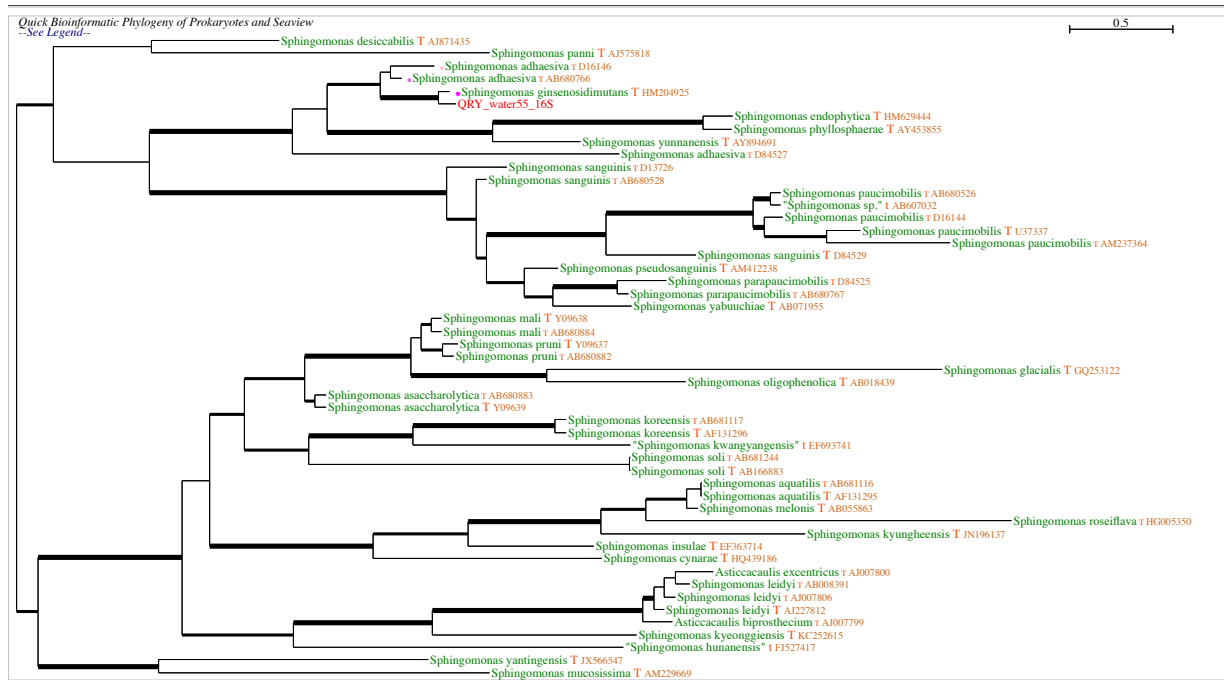 Quick Bioinformatic Phylogeny of Prokaryotes and Seaview
--See Legend--
0.5
Sphingomonas desiccabilis T AJ871435
Sphingomonas panni T AJ575818
Sphingomonas adhaesiva T D16146
Sphingomonas adhaesiva T AB680766
Sphingomonas ginsenosidimutans T HM204925
QRY_water55_16S
Sphingomonas endophytica T HM629444
Sphingomonas phyllosphaerae T AY453855
Sphingomonas yunnanensis T AY894691
Sphingomonas adhaesiva T D84527
Sphingomonas sanguinis T D13726
Sphingomonas sanguinis T AB680528
Sphingomonas paucimobilis T AB680526
"Sphingomonas sp." t AB607032
Sphingomonas paucimobilis T D16144
Sphingomonas paucimobilis T U37337
Sphingomonas paucimobilis T AM237364
Sphingomonas sanguinis T D84529
Sphingomonas pseudosanguinis T AM412238
Sphingomonas parapaucimobilis T D84525
Sphingomonas parapaucimobilis T AB680767
Sphingomonas yabuuchiae T AB071955
Sphingomonas mali T Y09638
Sphingomonas mali T AB680884
Sphingomonas pruni T Y09637
Sphingomonas pruni T AB680882
Sphingomonas glacialis T GQ253122
Sphingomonas oligophenolica T AB018439
Sphingomonas asaccharolytica T AB680883
Sphingomonas asaccharolytica T Y09639
Sphingomonas koreensis T AB681117
Sphingomonas koreensis T AF131296
"Sphingomonas kwangyangensis" t EF693741
Sphingomonas soli T AB681244
Sphingomonas soli T AB166883
Sphingomonas aquatilis T AB681116
Sphingomonas aquatilis T AF131295
Sphingomonas melonis T AB055863
Sphingomonas roseiflava T HG005350
Sphingomonas kyungheensis T JN196137
Sphingomonas insulae T EF363714
Sphingomonas cynarae T HQ439186
Asticcacaulis excentricus T AJ007800
Sphingomonas leidyi T AB008391
Sphingomonas leidyi T AJ007806
Sphingomonas leidyi T AJ227812
Asticcacaulis biprosthecium T AJ007799
Sphingomonas kyeonggiensis T KC252615
"Sphingomonas hunanensis" t FJ527417
Sphingomonas yantingensis T JX566547
Sphingomonas mucosissima T AM229669